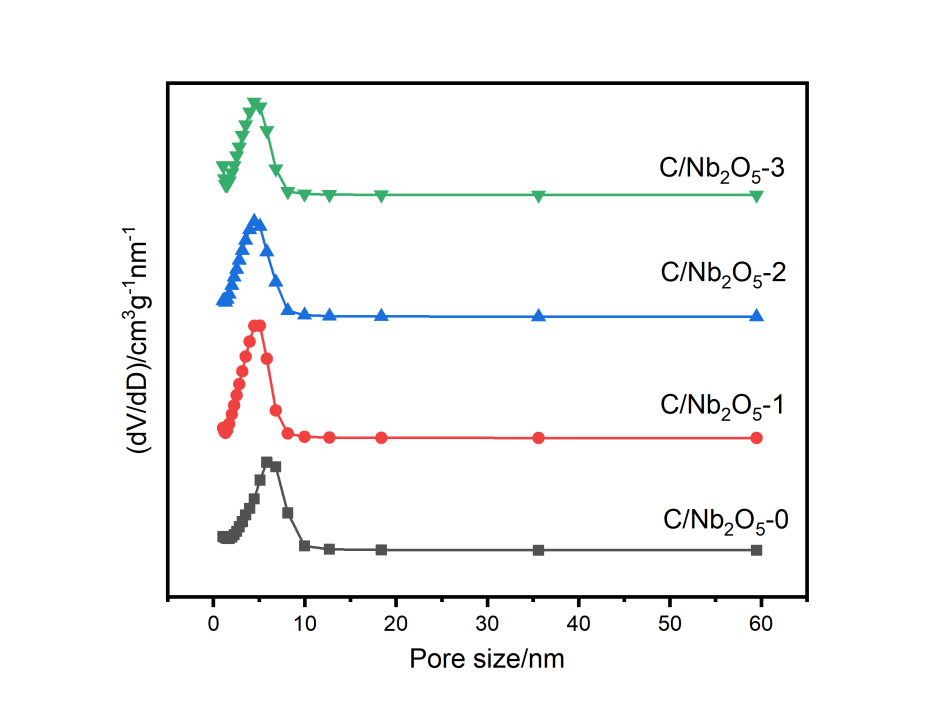 C/Nb₂O₅-3
C/Nb₂O₅-2
C/Nb₂O₅-1
C/Nb₂O₅-0
(dV/dD)/cm³g⁻¹nm⁻¹
0 10 20 30 40 50 60
Pore size/nm